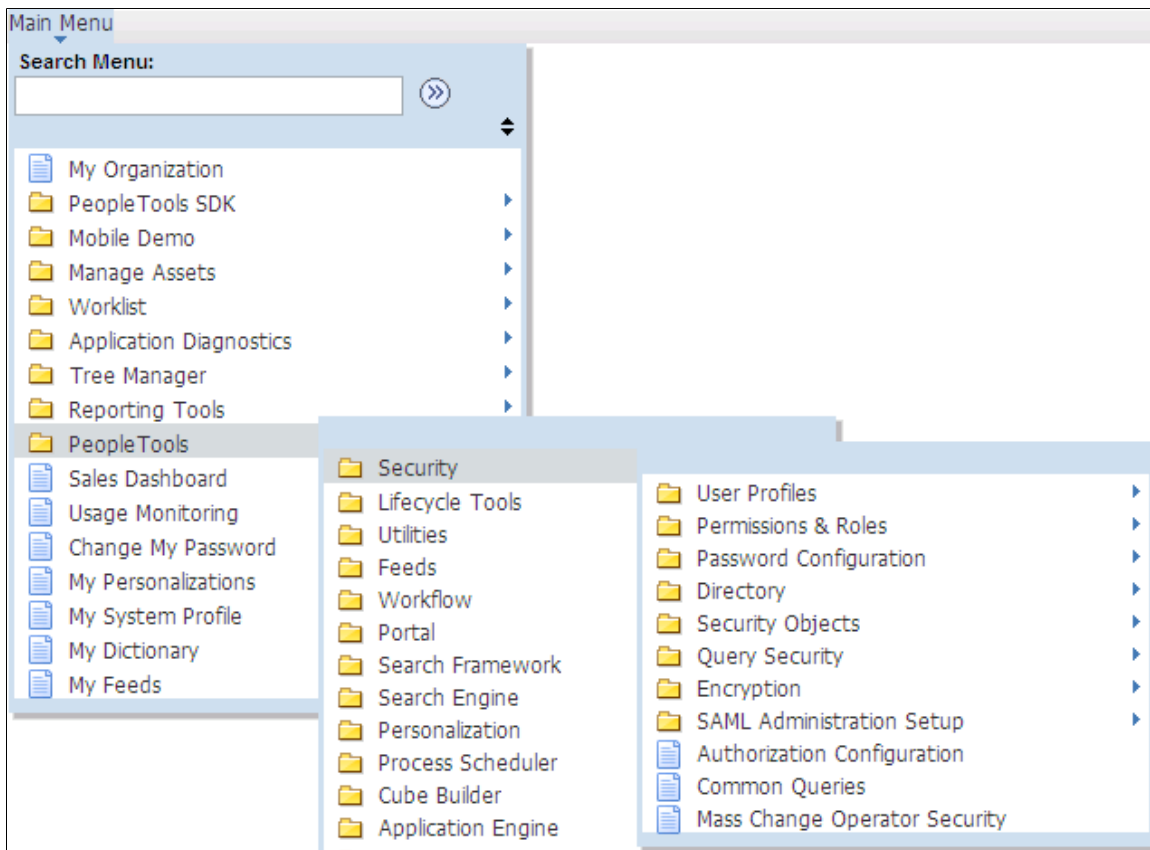 Main Menu
Search Menu:
My Organization
PeopleTools SDK
Mobile Demo
Manage Assets
Worklist
Application Diagnostics
Tree Manager
Reporting Tools
PeopleTools
Sales Dashboard
Usage Monitoring
Change My Password
My Personalizations
My System Profile
My Dictionary
My Feeds
Security
Lifecycle Tools
Utilities
Feeds
Workflow
Portal
Search Framework
Search Engine
Personalization
Process Scheduler
Cube Builder
Application Engine
User Profiles
Permissions & Roles
Password Configuration
Directory
Security Objects
Query Security
Encryption
SAML Administration Setup
Authorization Configuration
Common Queries
Mass Change Operator Security